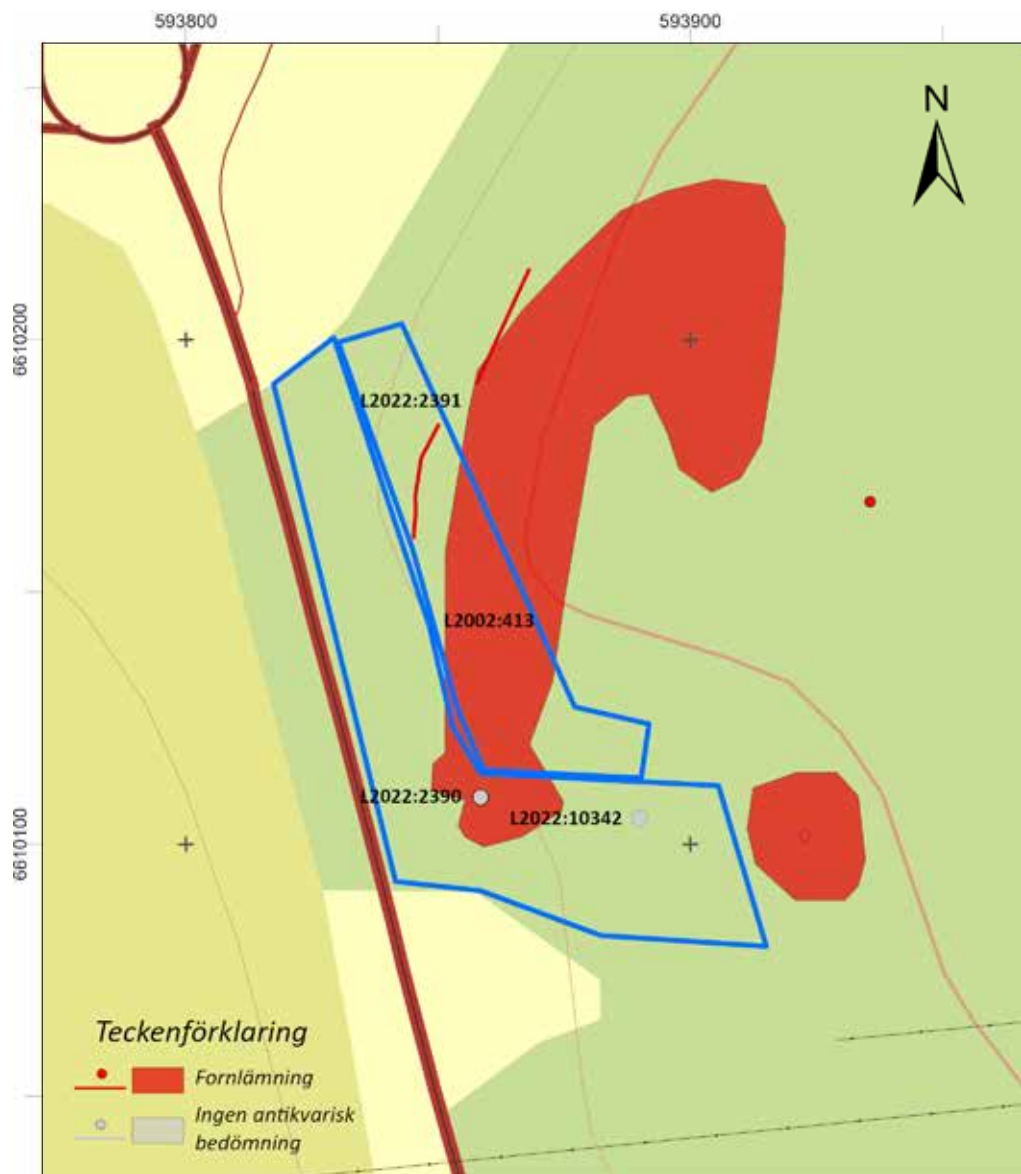 593800
593900
N
6610200
L2022:2391
L2002:413
L2022:2390
L2022:10342
6610100
Teckenförklaring
Fornlämning
Ingen antikvarisk
bedömning